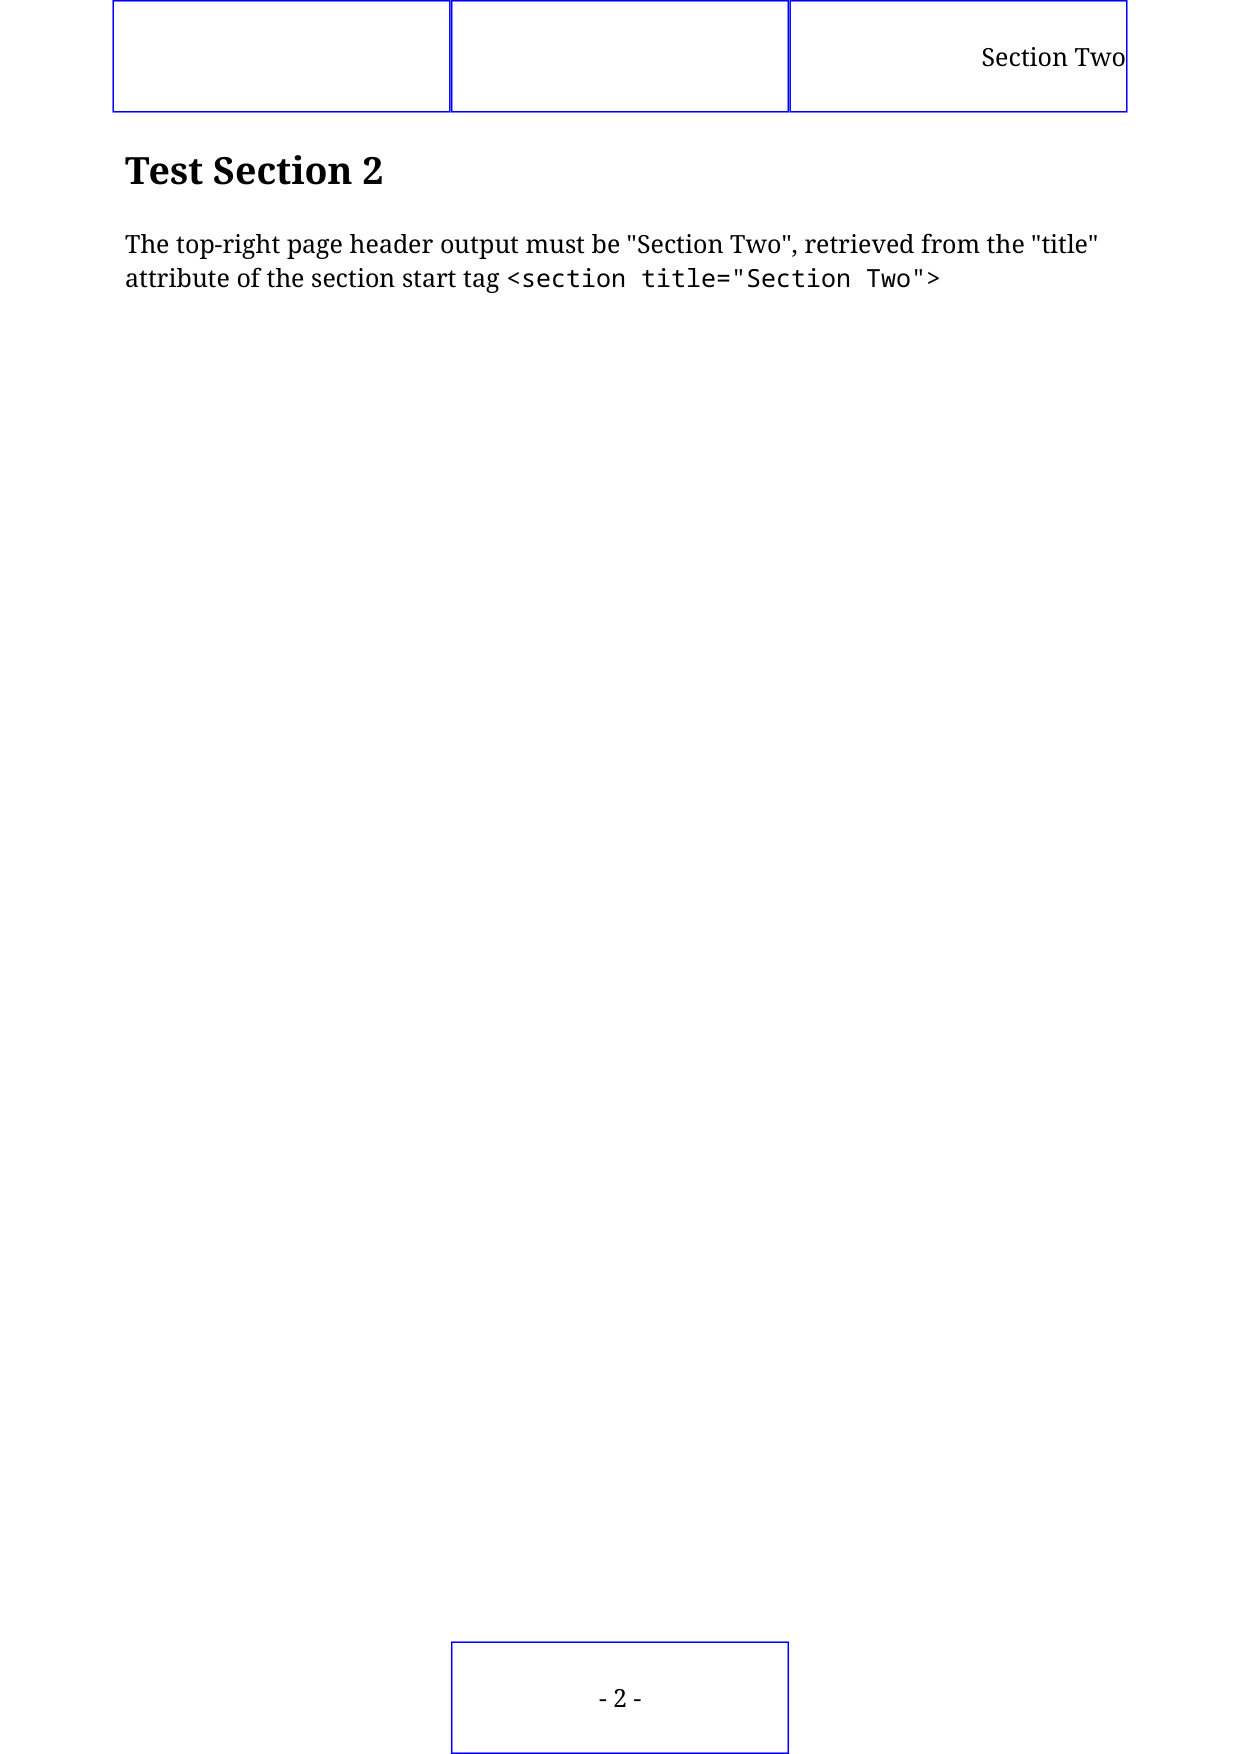 Section Two
Test Section 2
The top-right page header output must be "Section Two", retrieved from the "title"
attribute of the section start tag <section title="Section Two">
- 2 -